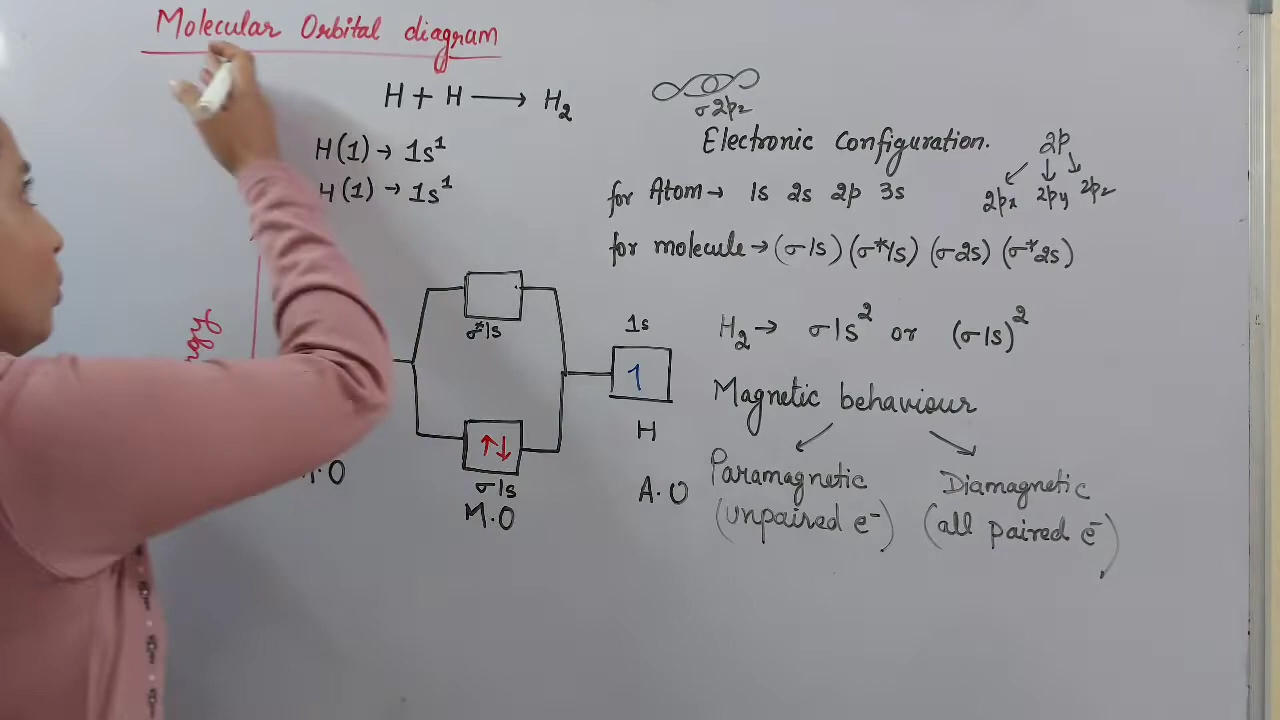 Molecular Orbital diagram
H + H → H₂
σ2pz
H(1) → 1s¹
H(1) → 1s¹
Electronic Configuration.
2p
2px 2py 2pz
for Atom → 1s 2s 2p 3s
for molecule → (σ1s) (σ*1s) (σ2s) (σ*2s)
σ*1s
1s
1
H
H₂ → σ1s² or (σ1s)²
Magnetic behaviour
↑↓
σ1s
M.O
A.O
Paramagnetic
(unpaired e⁻)
Diamagnetic
(all paired e⁻)